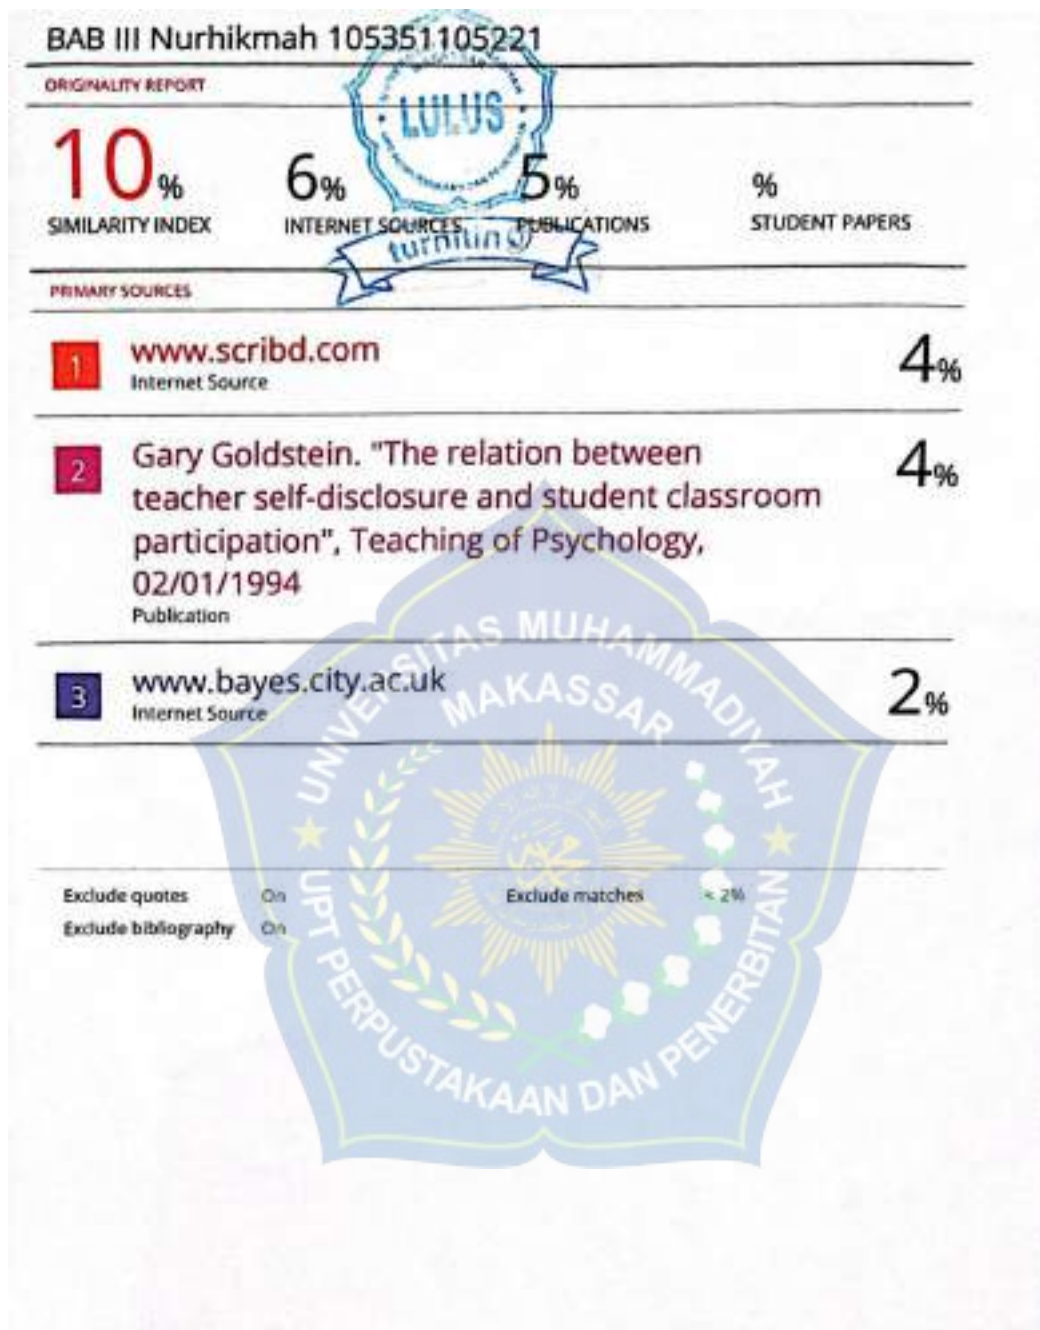 BAB III Nurhikmah 105351105221
ORIGINALITY REPORT
LULUS
10%
SIMILARITY INDEX
6%
INTERNET SOURCES
5%
PUBLICATIONS
%
STUDENT PAPERS
turnitin
PRIMARY SOURCES
1
www.scribd.com
Internet Source
4%
2
Gary Goldstein. "The relation between
teacher self-disclosure and student classroom
participation", Teaching of Psychology,
02/01/1994
Publication
4%
3
www.bayes.city.ac.uk
Internet Source
2%
UNIVERSITAS MUHAMMADIYAH
MAKASSAR
UPT PERPUSTAKAAN DAN PENERBITAN
Exclude quotes On
Exclude matches < 2%
Exclude bibliography On